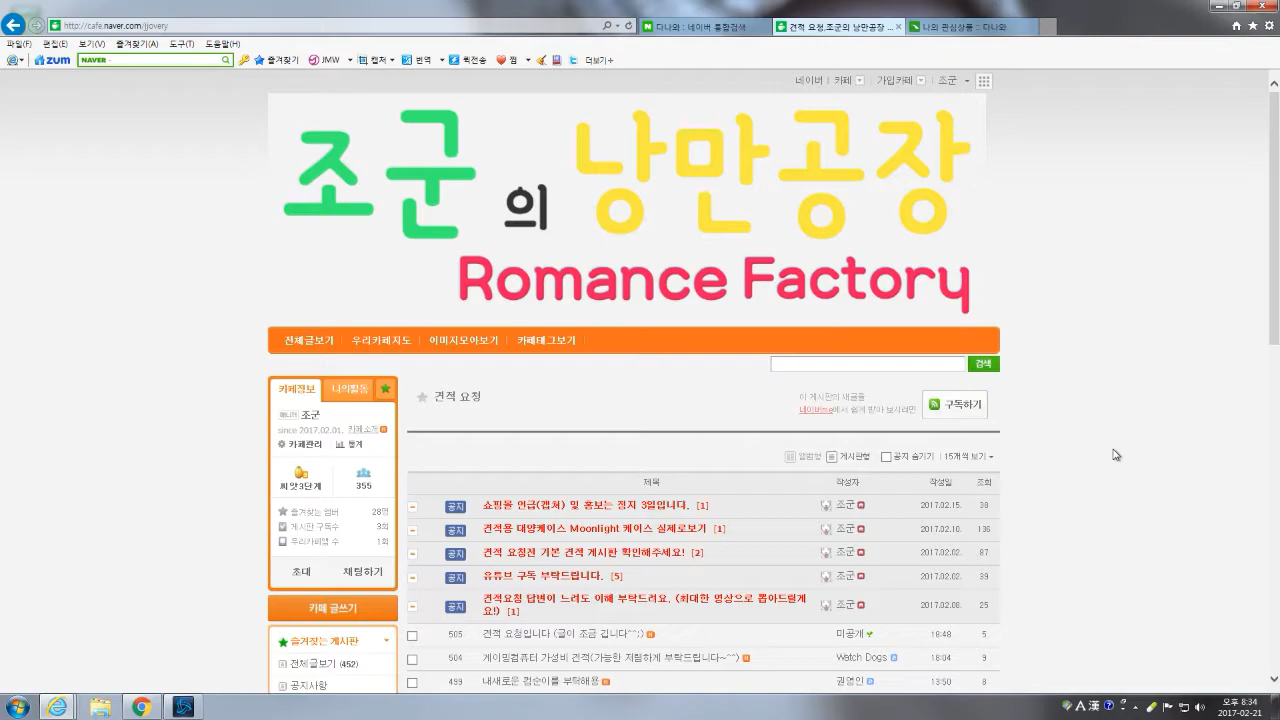 http://cafe.naver.com/jjovery
다나와 : 네이버 통합검색
견적 요청,조군의 낭만공장 ...
나의 관심상품 :: 다나와
파일(F) 편집(E) 보기(V) 즐겨찾기(A) 도구(T) 도움말(H)
zum NAVER 즐겨찾기 JMW 캡처 번역 퀵전송 찜 더보기+
네이버 카페 가입카페 조군
조군의 낭만공장
Romance Factory
전체글보기 우리카페지도 이미지모아보기 카페태그보기
검색
카페정보 나의활동
견적 요청
이 게시판의 새글을
네이버me에서 쉽게 받아 보시려면
구독하기
매니저 조군
since 2017.02.01. 카페소개
카페관리 통계
씨앗3단계 355
즐겨찾는 멤버 28명
게시판 구독수 3회
우리카페앱 수 1회
초대 채팅하기
카페 글쓰기
즐겨찾는 게시판
전체글보기 (452)
공지사항
앨범형 게시판형 공지 숨기기 15개씩 보기
제목 작성자 작성일 조회
공지 쇼핑몰 언급(캡쳐) 및 홍보는 정지 3일입니다. [1] 조군 2017.02.15. 38
공지 견적용 태양케이스 Moonlight 케이스 실제로보기 [1] 조군 2017.02.10. 136
공지 견적 요청전 기본 견적 게시판 확인해주세요! [2] 조군 2017.02.02. 87
공지 유튜브 구독 부탁드립니다. [5] 조군 2017.02.02. 39
공지 견적요청 답변이 느려도 이해 부탁드려요. (최대한 영상으로 뽑아드릴게
요!) [1] 조군 2017.02.08. 25
505 견적 요청입니다 (글이 조금 깁니다^^;) 미공개 18:48 5
504 게이밍컴퓨터 가성비 견적(가능한 저렴하게 부탁드립니다~^^) Watch Dogs 18:04 9
499 내새로운 컴순이를 부탁해용 권영인 13:50 8
A 漢
오후 8:34
2017-02-21